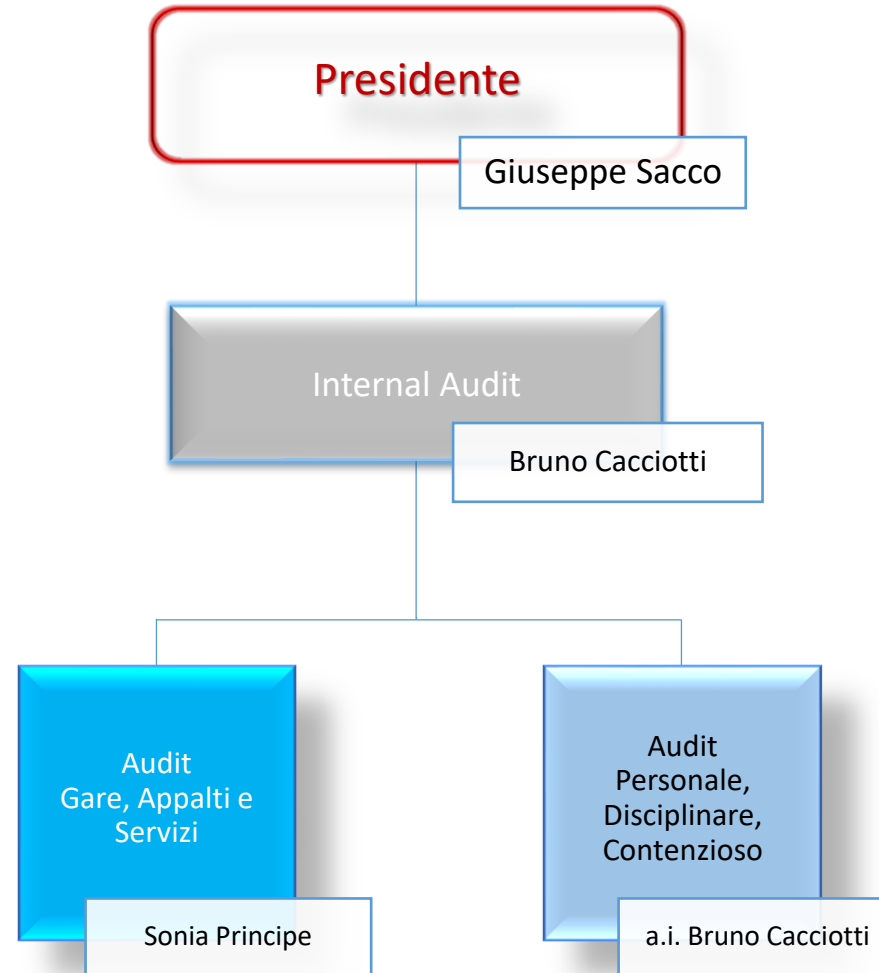 Presidente
Giuseppe Sacco
Internal Audit
Bruno Cacciotti
Audit
Gare, Appalti e
Servizi
Sonia Principe
Audit
Personale,
Disciplinare,
Contenzioso
a.i. Bruno Cacciotti